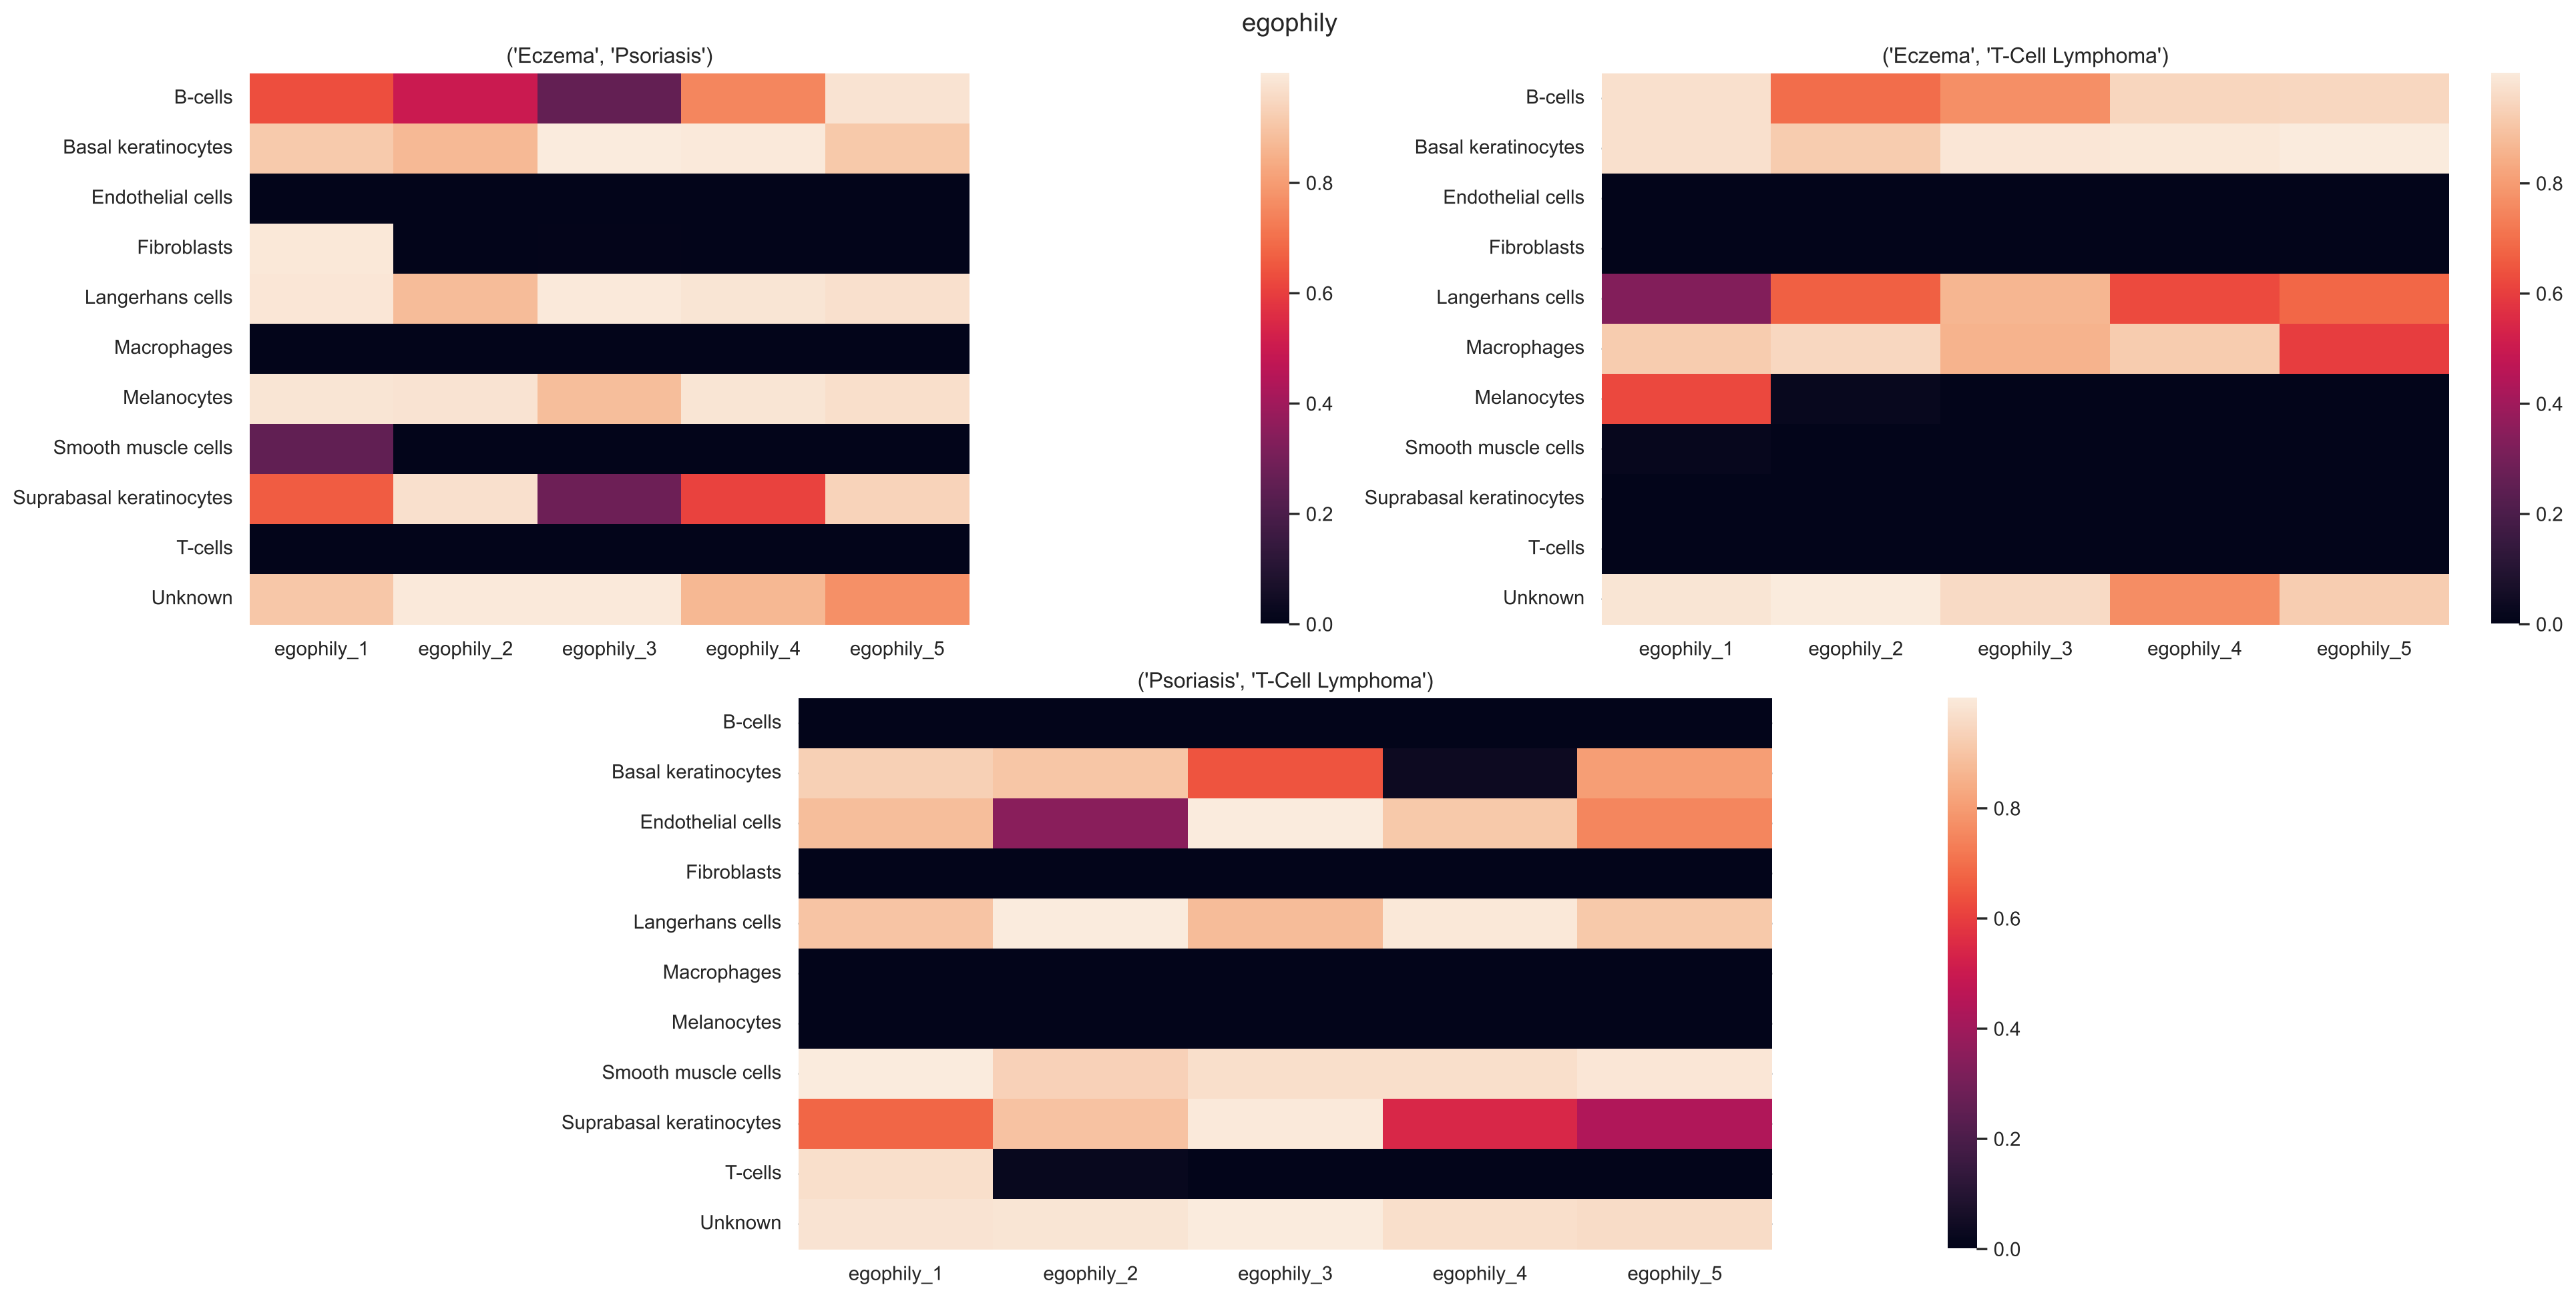 egophily
('Eczema', 'Psoriasis')
B-cells
Basal keratinocytes
Endothelial cells
Fibroblasts
Langerhans cells
Macrophages
Melanocytes
Smooth muscle cells
Suprabasal keratinocytes
T-cells
Unknown
egophily_1 egophily_2 egophily_3 egophily_4 egophily_5
0.8
0.6
0.4
0.2
0.0
('Eczema', 'T-Cell Lymphoma')
B-cells
Basal keratinocytes
Endothelial cells
Fibroblasts
Langerhans cells
Macrophages
Melanocytes
Smooth muscle cells
Suprabasal keratinocytes
T-cells
Unknown
egophily_1 egophily_2 egophily_3 egophily_4 egophily_5
0.8
0.6
0.4
0.2
0.0
('Psoriasis', 'T-Cell Lymphoma')
B-cells
Basal keratinocytes
Endothelial cells
Fibroblasts
Langerhans cells
Macrophages
Melanocytes
Smooth muscle cells
Suprabasal keratinocytes
T-cells
Unknown
egophily_1 egophily_2 egophily_3 egophily_4 egophily_5
0.8
0.6
0.4
0.2
0.0